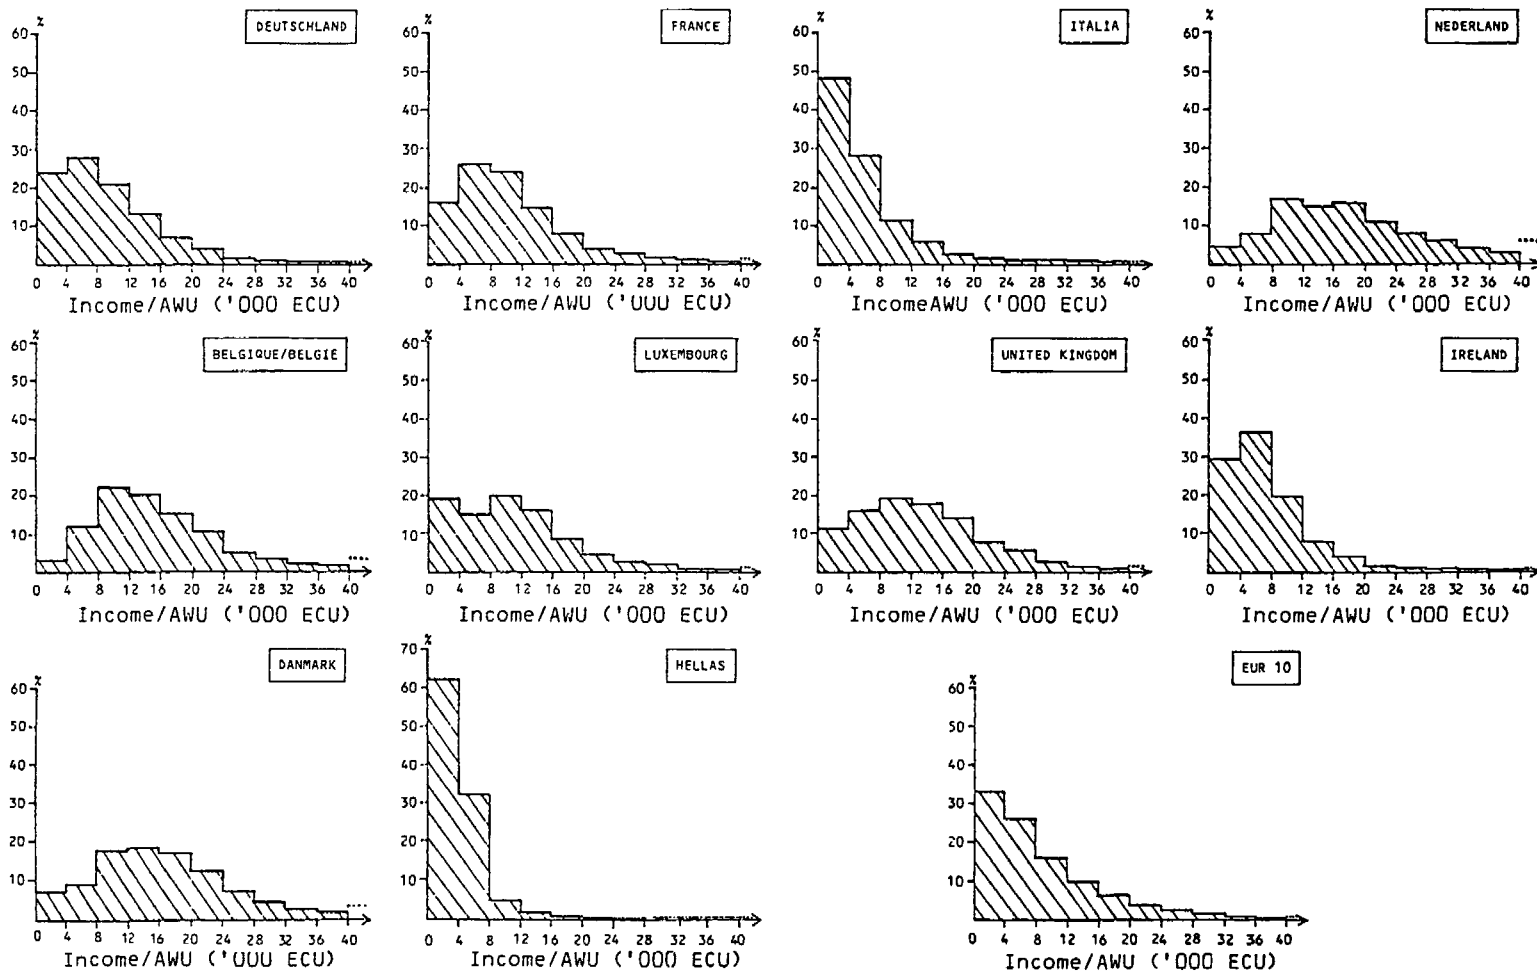 %
DEUTSCHLAND
60
50
40
30
20
10
0 4 8 12 16 20 24 28 32 36 40
Income/AWU ('000 ECU)
%
FRANCE
60
50
40
30
20
10
0 4 8 12 16 20 24 28 32 36 40
Income/AWU ('000 ECU)
%
ITALIA
60
50
40
30
20
10
0 4 8 12 16 20 24 28 32 36 40
IncomeAWU ('000 ECU)
%
NEDERLAND
60
50
40
30
20
10
0 4 8 12 16 20 24 28 32 36 40
Income/AWU ('000 ECU)
%
BELGIQUE/BELGIE
60
50
40
30
20
10
0 4 8 12 16 20 24 28 32 36 40
Income/AWU ('000 ECU)
%
LUXEMBOURG
60
50
40
30
20
10
0 4 8 12 16 20 24 28 32 36 40
Income/AWU ('000 ECU)
%
UNITED KINGDOM
60
50
40
30
20
10
0 4 8 12 16 20 24 28 32 36 40
Income/AWU ('000 ECU)
%
IRELAND
60
50
40
30
20
10
0 4 8 12 16 20 24 28 32 36 40
Income/AWU ('000 ECU)
%
DANMARK
60
50
40
30
20
10
0 4 8 12 16 20 24 28 32 36 40
Income/AWU ('000 ECU)
%
HELLAS
70
60
50
40
30
20
10
0 4 8 12 16 20 24 28 32 36 40
Income/AWU ('000 ECU)
%
EUR 10
60
50
40
30
20
10
0 4 8 12 16 20 24 28 32 36 40
Income/AWU ('000 ECU)